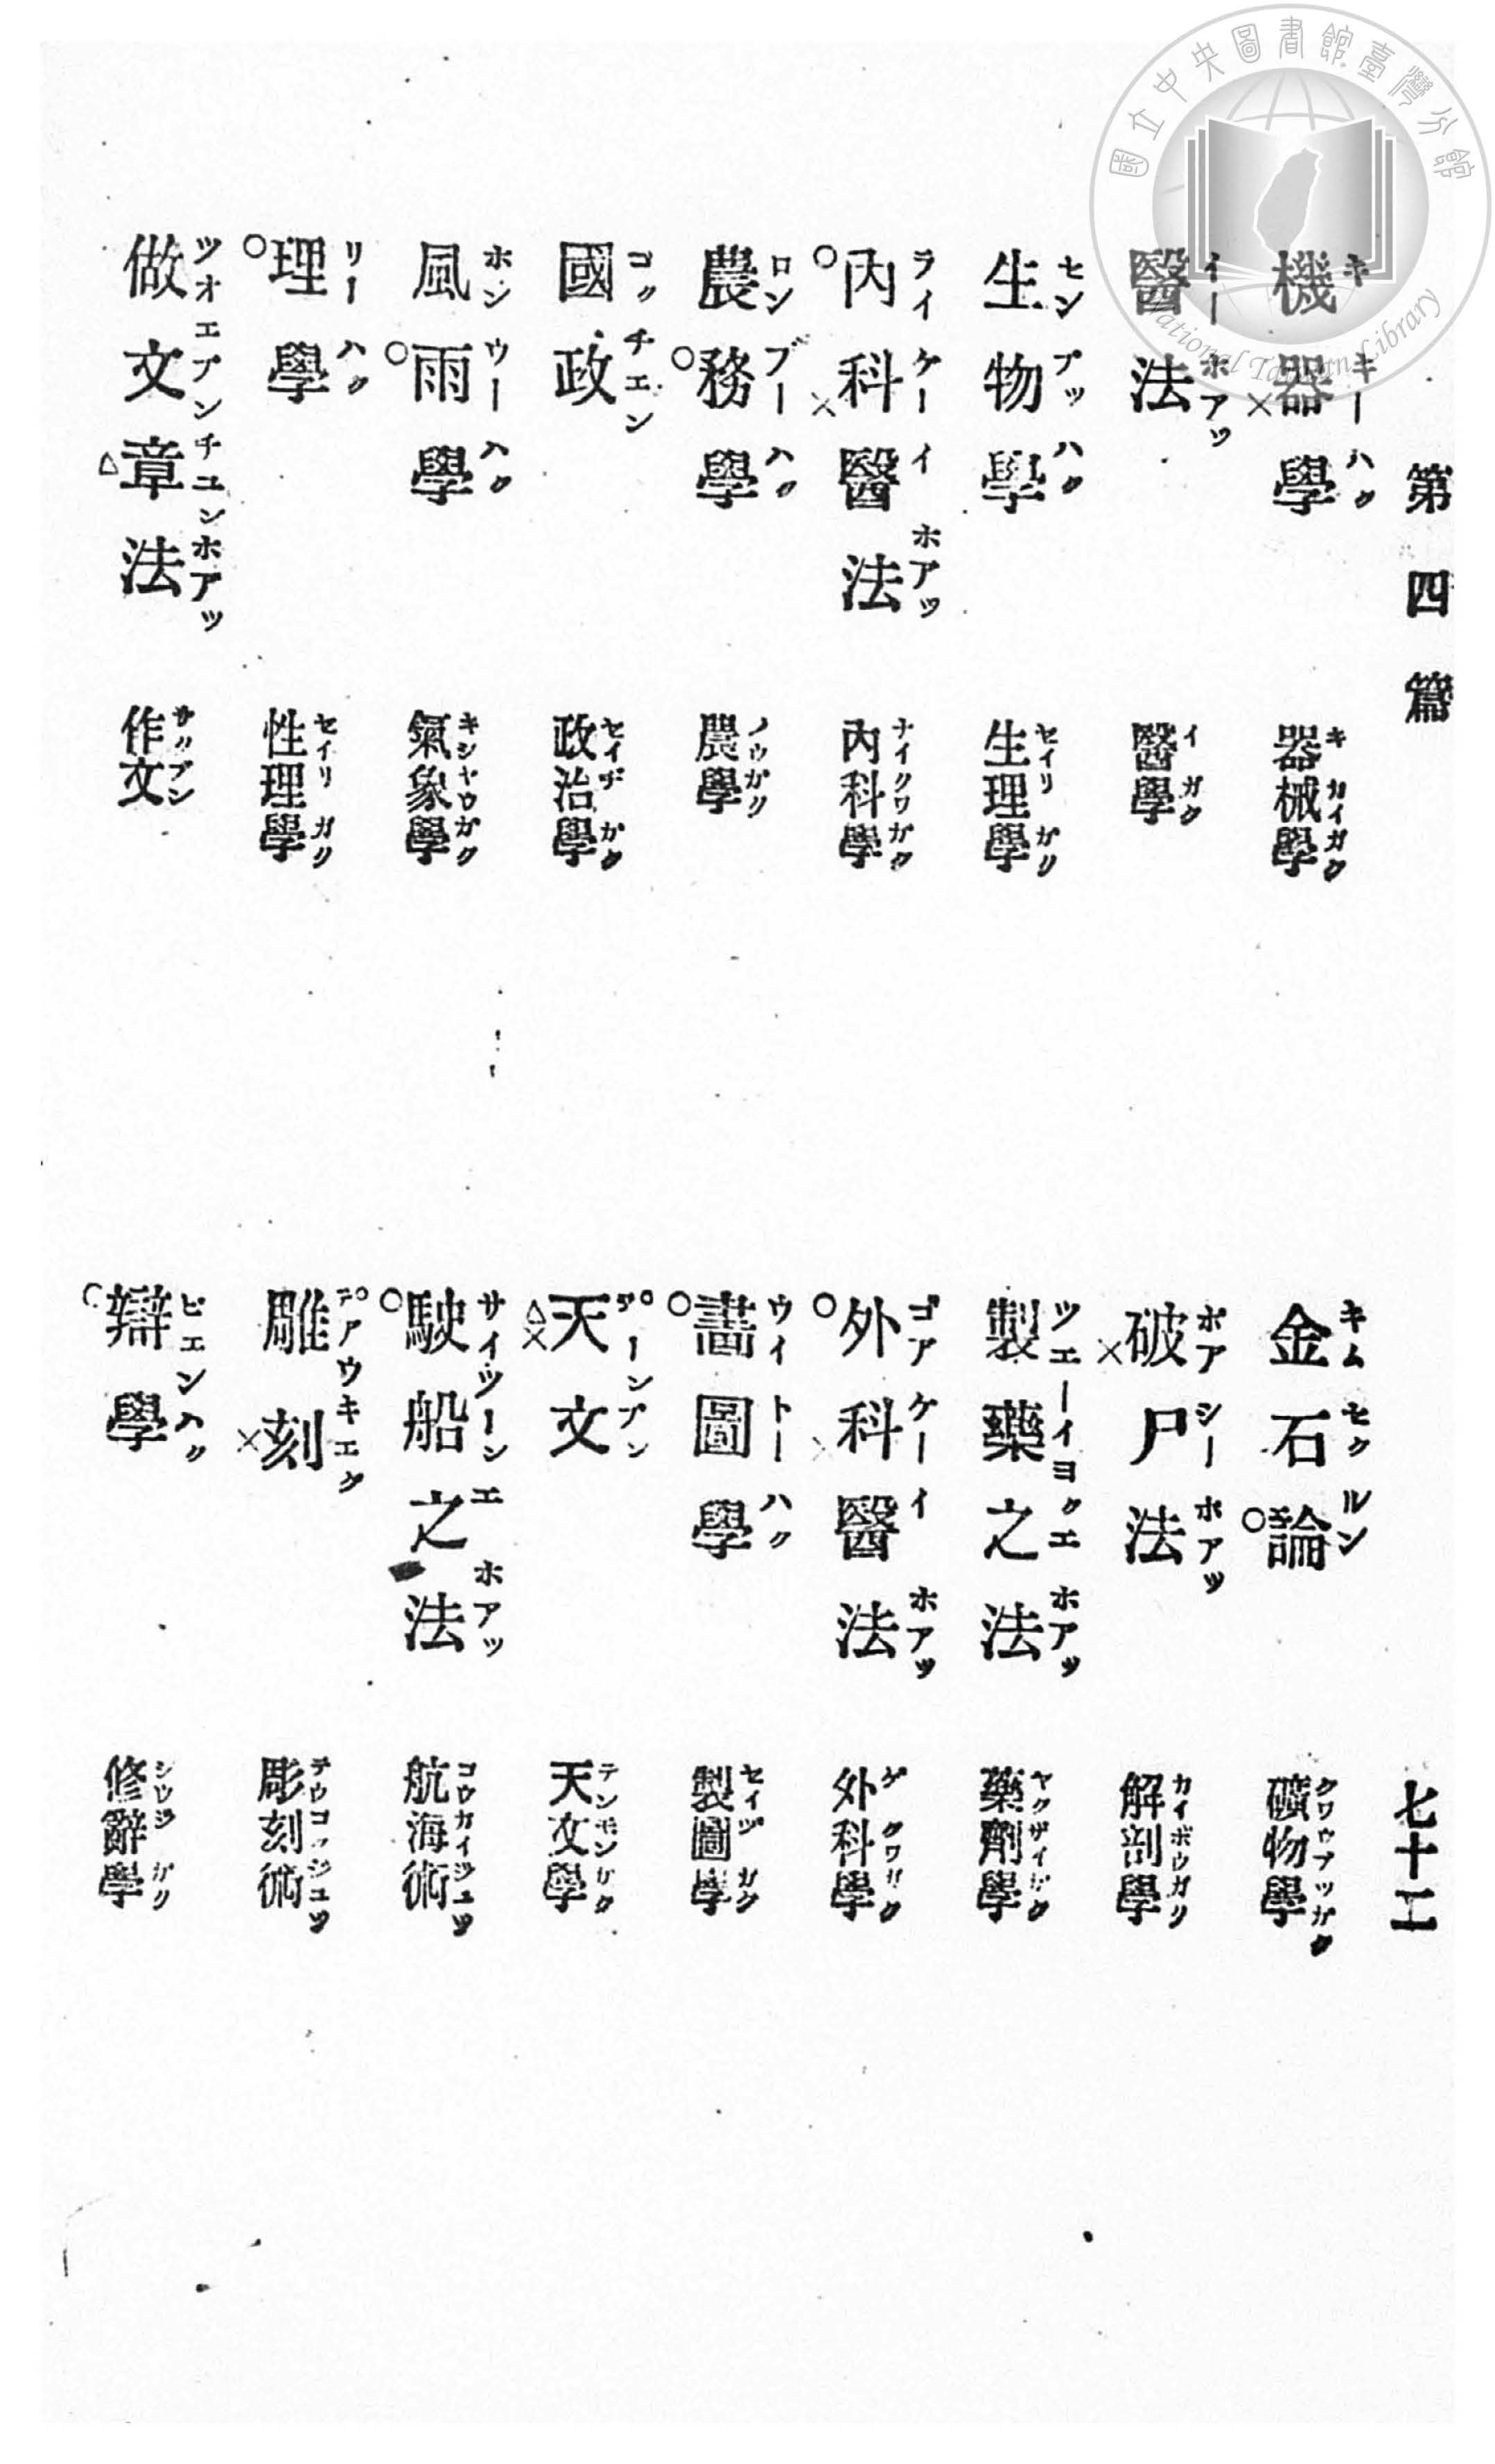 國立中央圖書館臺灣分館
National Taiwan Library
第四篇
七十二
機器學 キーキーハク 器械學 キカイガク
醫法 イーホアッ 醫學 イガク
生物學 センブッハク 生理學 セイリガク
內科醫法 ライケーイホアッ 內科學 ナイクワガク
農務學 ロンブーハク 農學 ノウガク
國政 コクチエン 政治學 セイヂガク
風雨學 ホンウーハク 氣象學 キシャウガク
理學 リーハク 性理學 セイリガク
做文章法 ツオエブンチユンホアッ 作文 サクブン
金石論 キムセクルン 礦物學 クワウブツガク
破尸法 ポアシーホアッ 解剖學 カイボウガク
製藥之法 ツエーイヨクエホアッ 藥劑學 ヤクザイガク
外科醫法 ゴアケーイホアッ 外科學 ゲクワガク
畵圖學 ウイトーハク 製圖學 セイヅガク
天文 ブン 天文學 テンモンガク
駛船之法 サイツーンエホアッ 航海術 コウカイジユツ
雕刻 アウキエク 彫刻術 テウコクジユツ
辯學 ピエンハク 修辭學 シウジガク